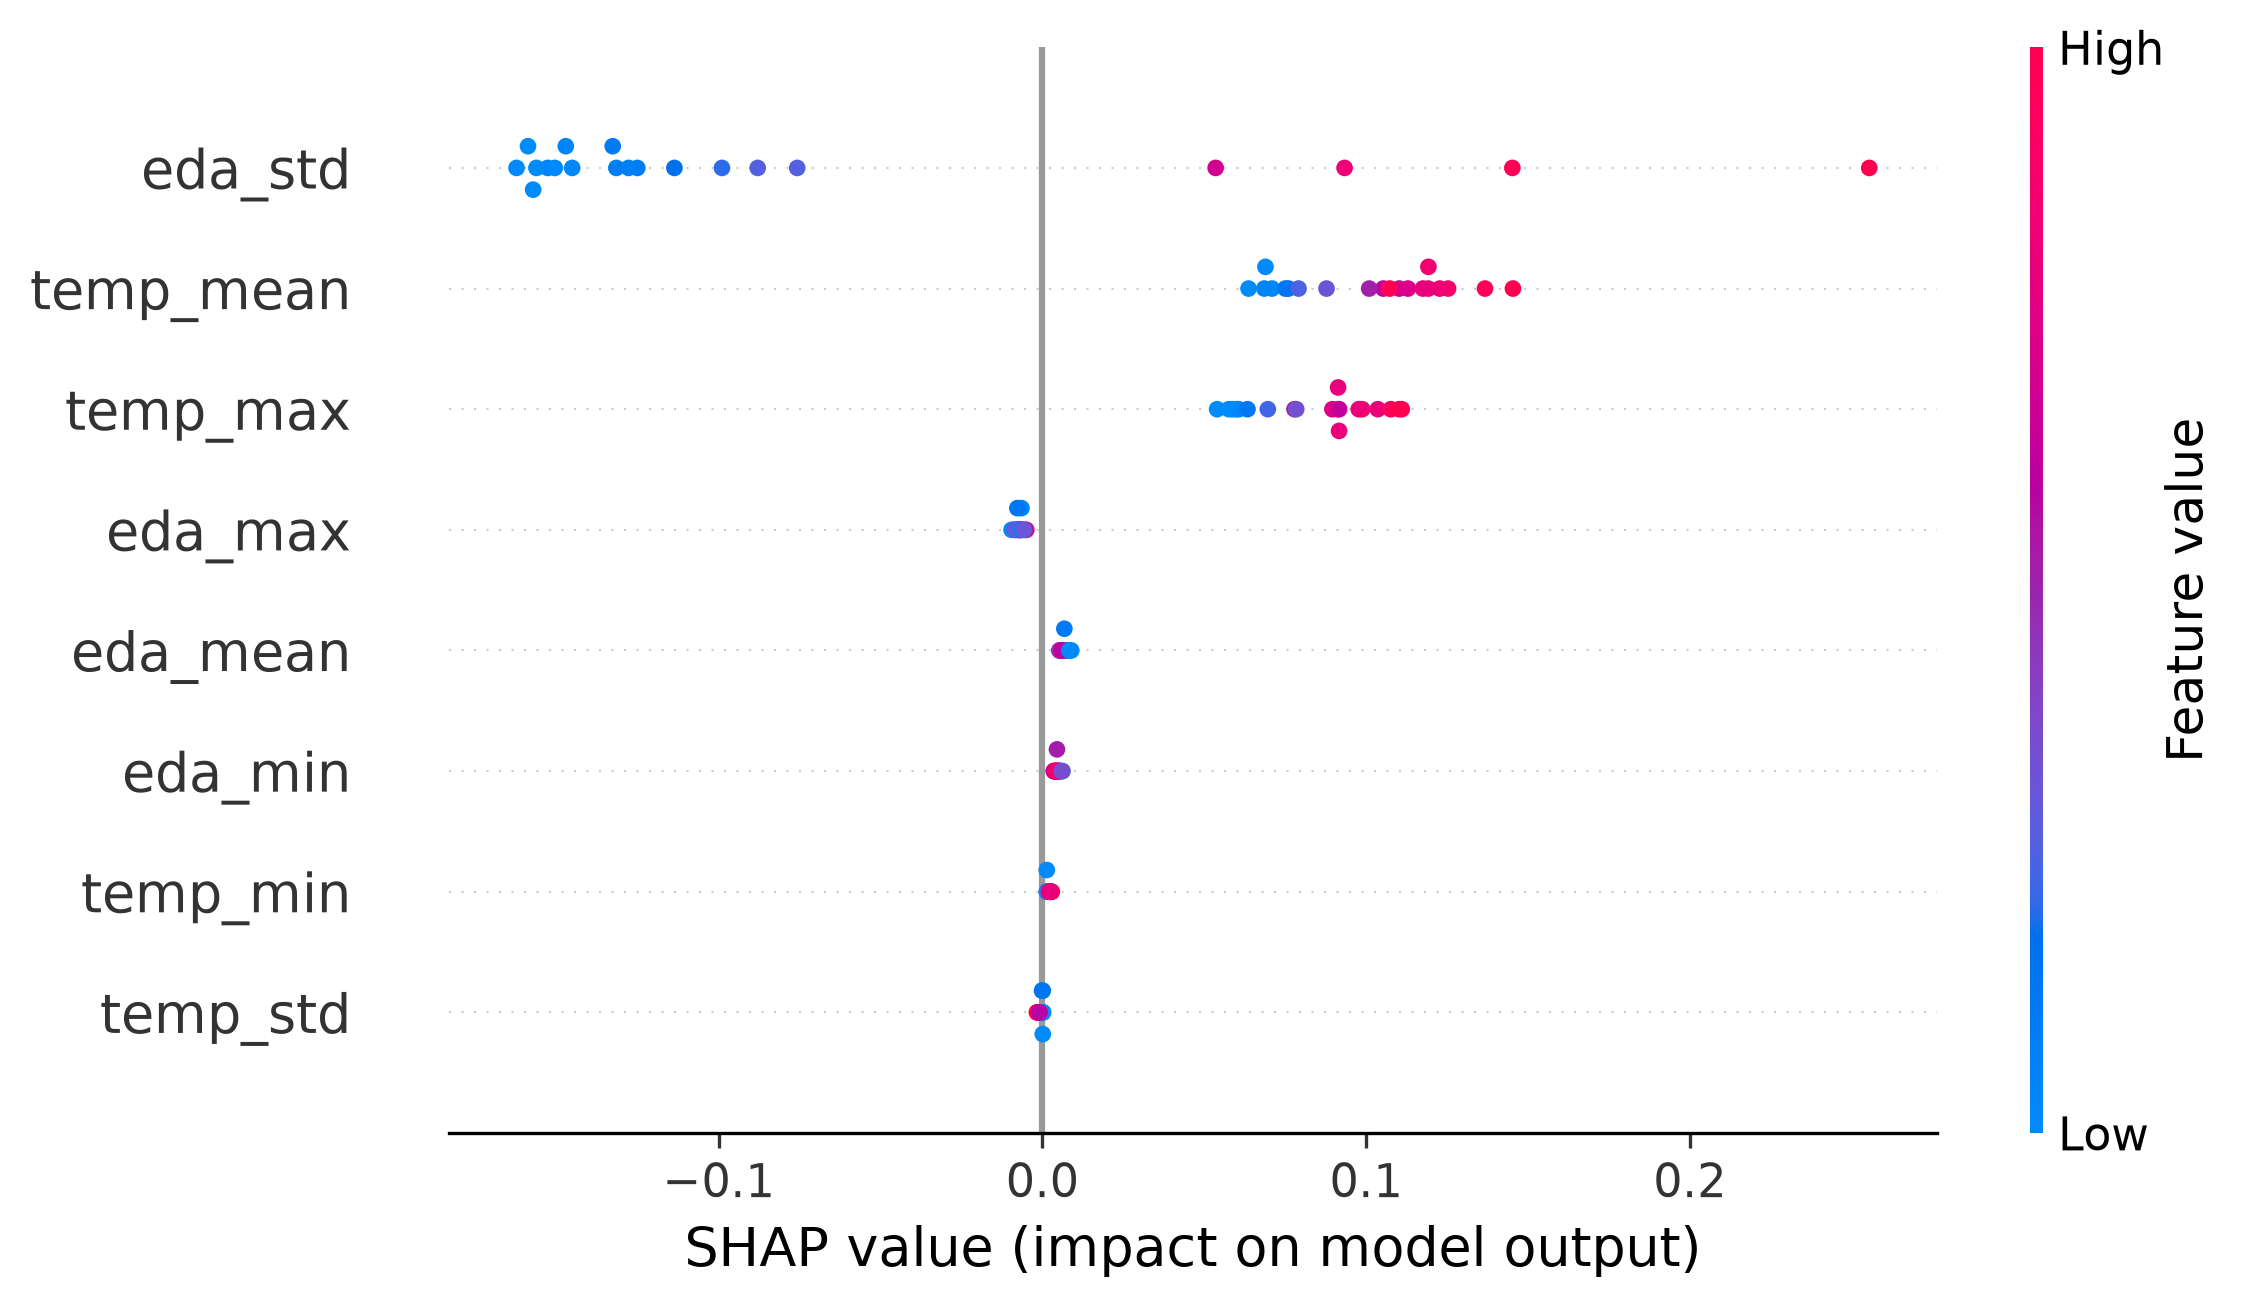 High
eda_std
temp_mean
temp_max
eda_max
eda_mean
eda_min
temp_min
temp_std
Feature value
Low
−0.1 0.0 0.1 0.2
SHAP value (impact on model output)